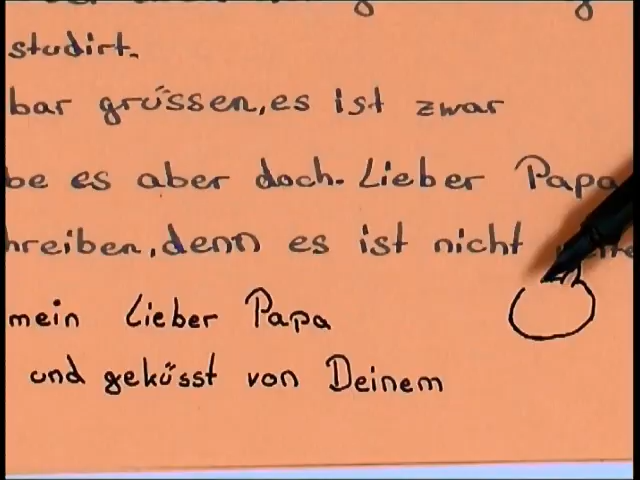 studirt.
bar grüssen, es ist zwar
be es aber doch. Lieber Papa
hreiben, denn es ist nicht
mein Lieber Papa
und geküsst von Deinem